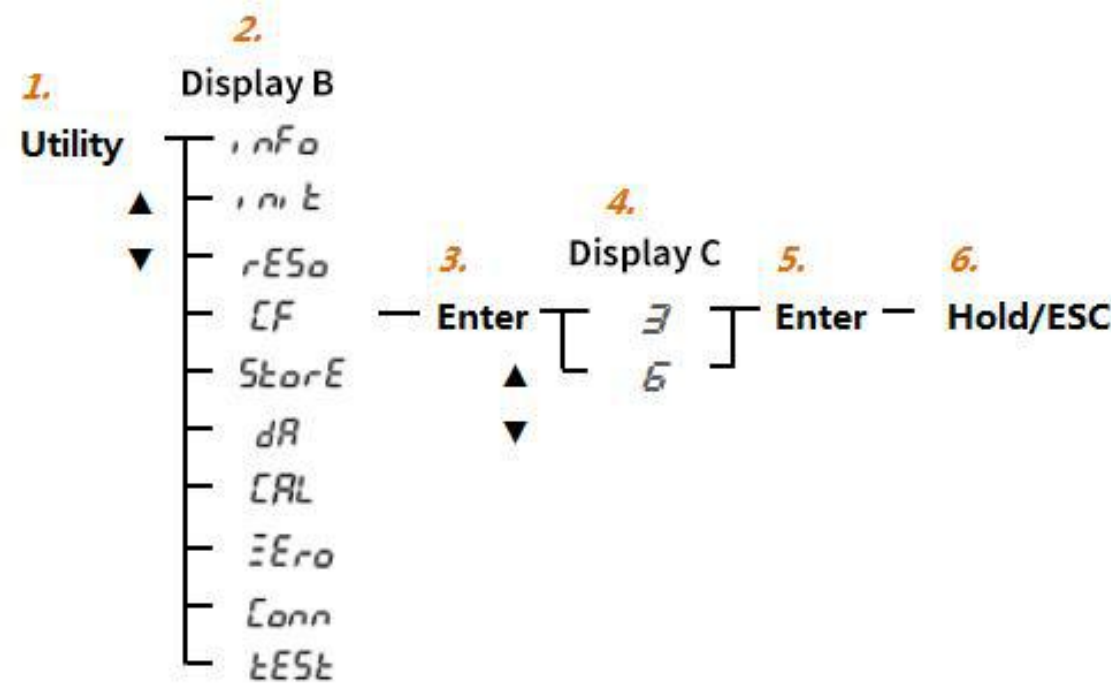 2.
1.
Display B
Utility
inFo
init
▲
4.
rESo
3.
Display C
5.
6.
▼
CF
Enter
3
Enter
Hold/ESC
StorE
▲
6
dA
▼
CAL
ZEro
Conn
tESt